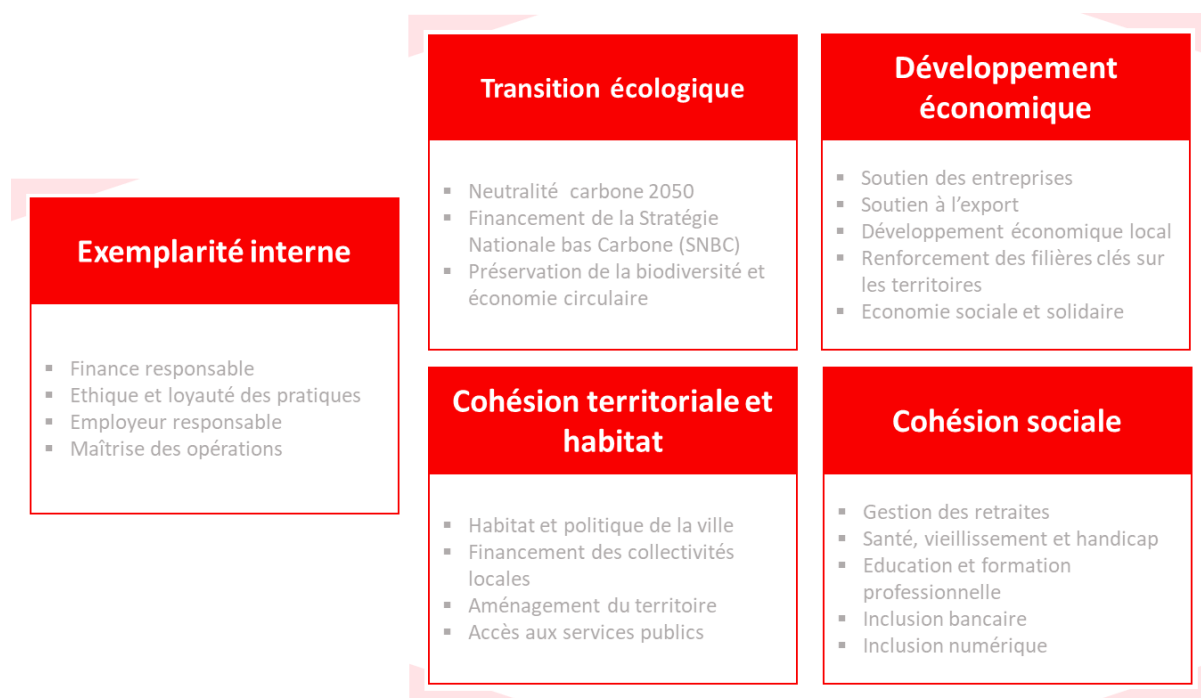 Exemplarité interne
▪ Finance responsable
▪ Ethique et loyauté des pratiques
▪ Employeur responsable
▪ Maîtrise des opérations
Transition écologique
▪ Neutralité carbone 2050
▪ Financement de la Stratégie
Nationale bas Carbone (SNBC)
▪ Préservation de la biodiversité et
économie circulaire
Développement
économique
▪ Soutien des entreprises
▪ Soutien à l’export
▪ Développement économique local
▪ Renforcement des filières clés sur
les territoires
▪ Economie sociale et solidaire
Cohésion territoriale et
habitat
▪ Habitat et politique de la ville
▪ Financement des collectivités
locales
▪ Aménagement du territoire
▪ Accès aux services publics
Cohésion sociale
▪ Gestion des retraites
▪ Santé, vieillissement et handicap
▪ Education et formation
professionnelle
▪ Inclusion bancaire
▪ Inclusion numérique